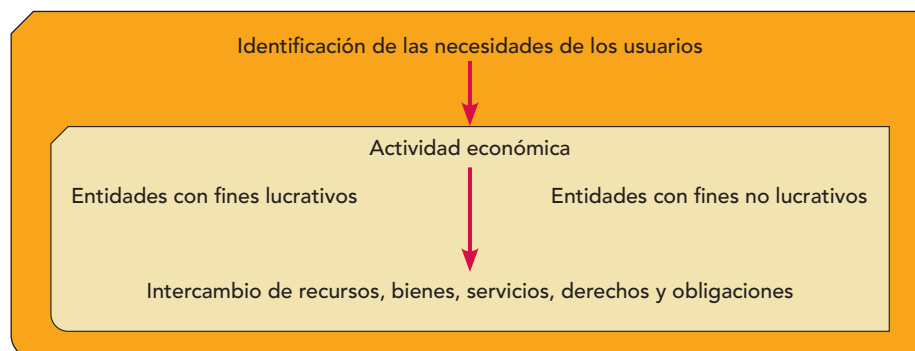 Identificación de las necesidades de los usuarios
Actividad económica
Entidades con fines lucrativos
Entidades con fines no lucrativos
Intercambio de recursos, bienes, servicios, derechos y obligaciones